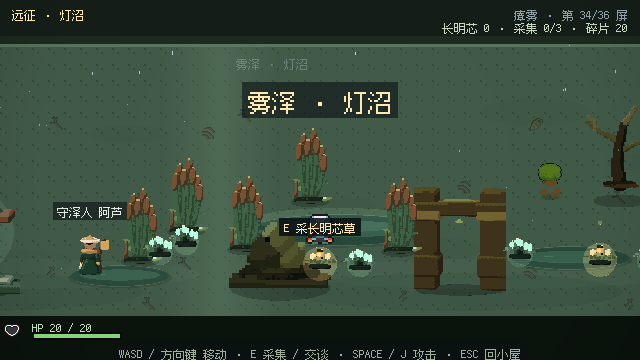 远征 · 灯沼
瘴雾 · 第 34/36 屏
长明芯 0 · 采集 0/3 · 碎片 20
雾泽 · 灯沼
雾泽 · 灯沼
守泽人 阿芦
E 采长明芯草
HP 20 / 20
WASD / 方向键 移动 · E 采集 / 交谈 · SPACE / J 攻击 · ESC 回小屋